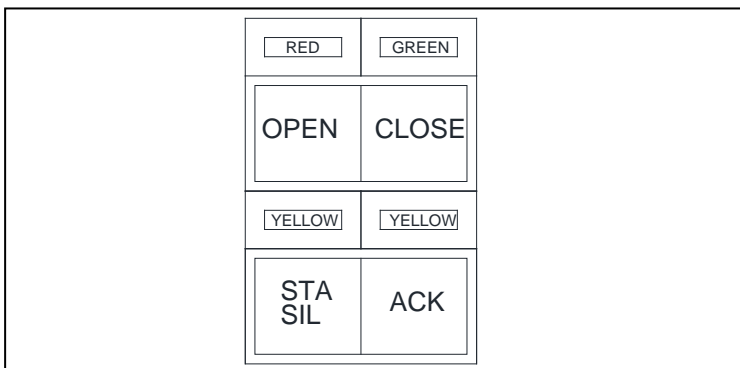 RED GREEN
OPEN CLOSE
YELLOW YELLOW
STA
SIL
ACK